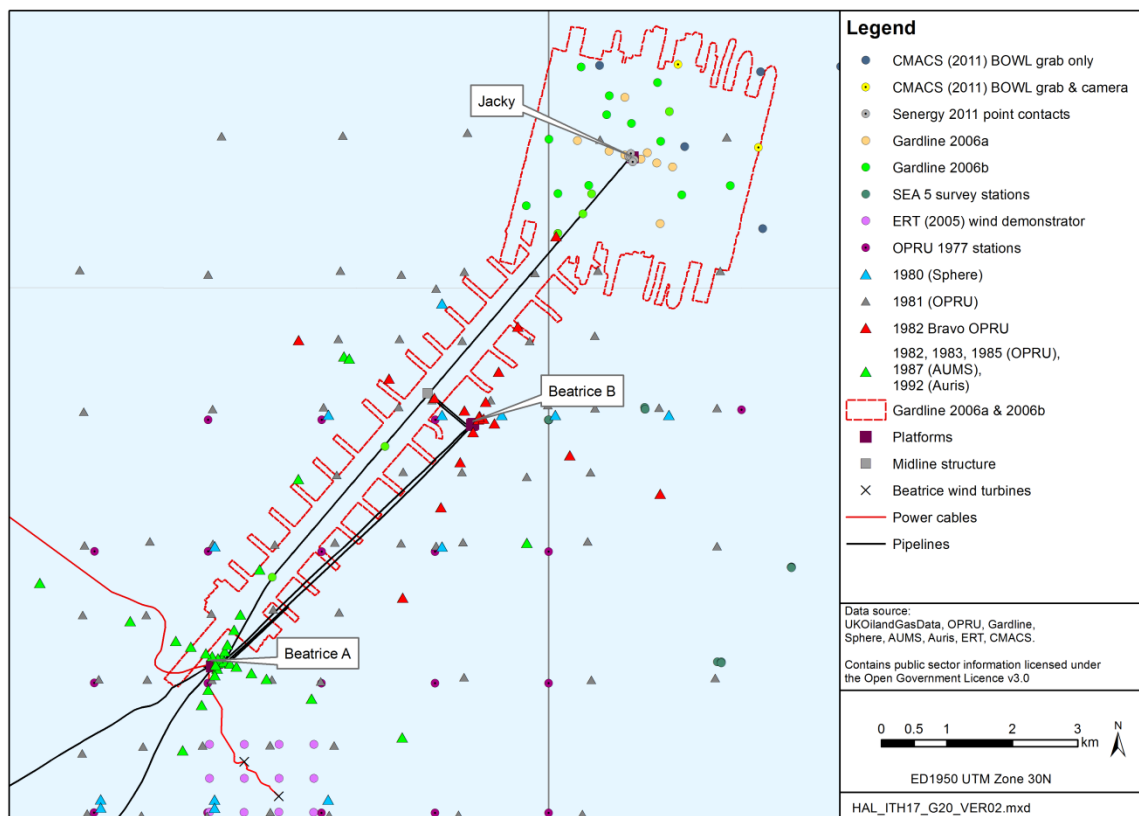 Jacky
Beatrice B
Beatrice A
Legend
CMACS (2011) BOWL grab only
CMACS (2011) BOWL grab & camera
Senergy 2011 point contacts
Gardline 2006a
Gardline 2006b
SEA 5 survey stations
ERT (2005) wind demonstrator
OPRU 1977 stations
1980 (Sphere)
1981 (OPRU)
1982 Bravo OPRU
1982, 1983, 1985 (OPRU),
1987 (AUMS),
1992 (Auris)
Gardline 2006a & 2006b
Platforms
Midline structure
Beatrice wind turbines
Power cables
Pipelines
Data source:
UKOilandGasData, OPRU, Gardline,
Sphere, AUMS, Auris, ERT, CMACS.
Contains public sector information licensed under
the Open Government Licence v3.0
0 0.5 1 2 3
km
N
ED1950 UTM Zone 30N
HAL_ITH17_G20_VER02.mxd